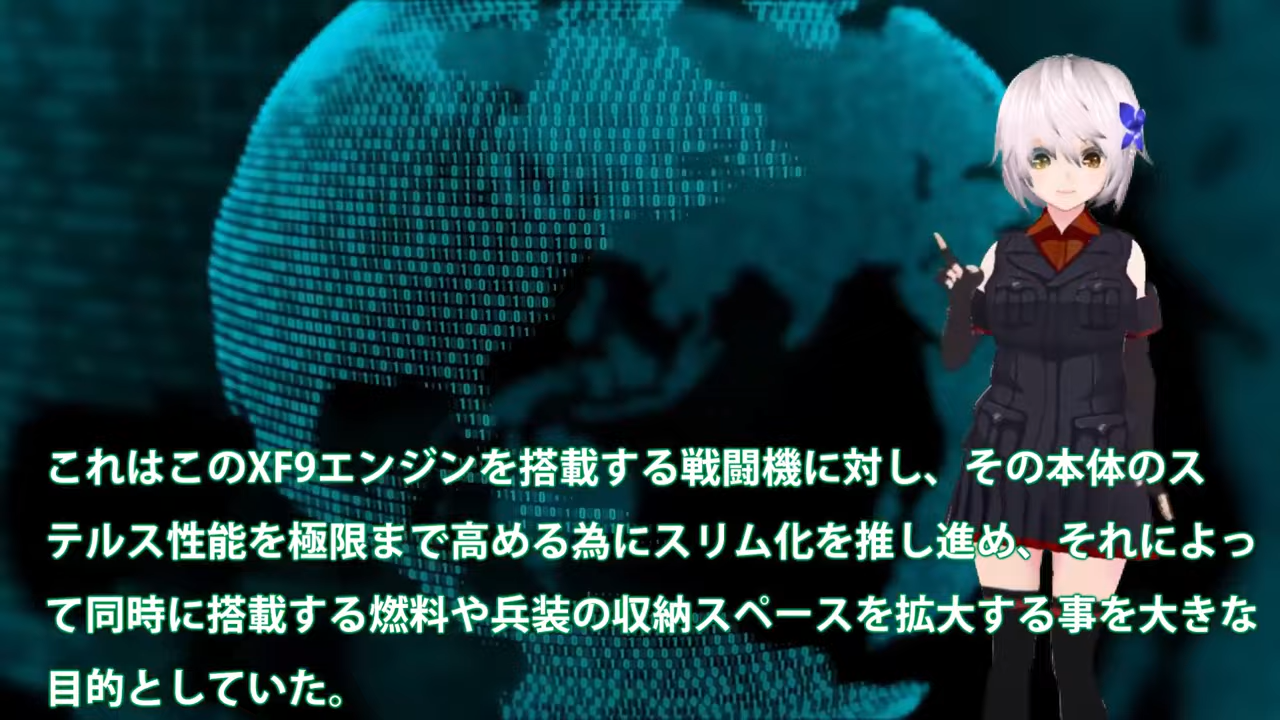 これはこのXF9エンジンを搭載する戦闘機に対し、その本体のス
テルス性能を極限まで高める為にスリム化を推し進め、それによっ
て同時に搭載する燃料や兵装の収納スペースを拡大する事を大きな
目的としていた。